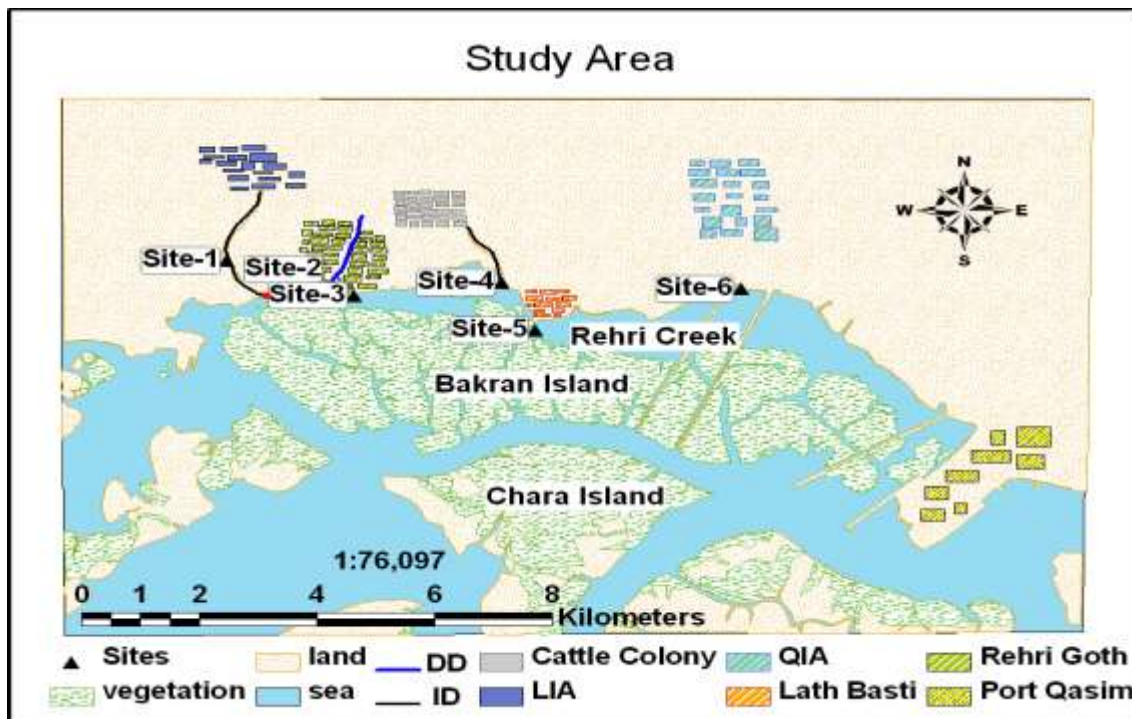 Study Area
N
W E
S
Site-1
Site-2
Site-3
Site-4
Site-5
Site-6
Rehri Creek
Bakran Island
Chara Island
1:76,097
0 1 2 4 6 8
Kilometers
Sites land DD Cattle Colony QIA Rehri Goth
vegetation sea ID LIA Lath Basti Port Qasim